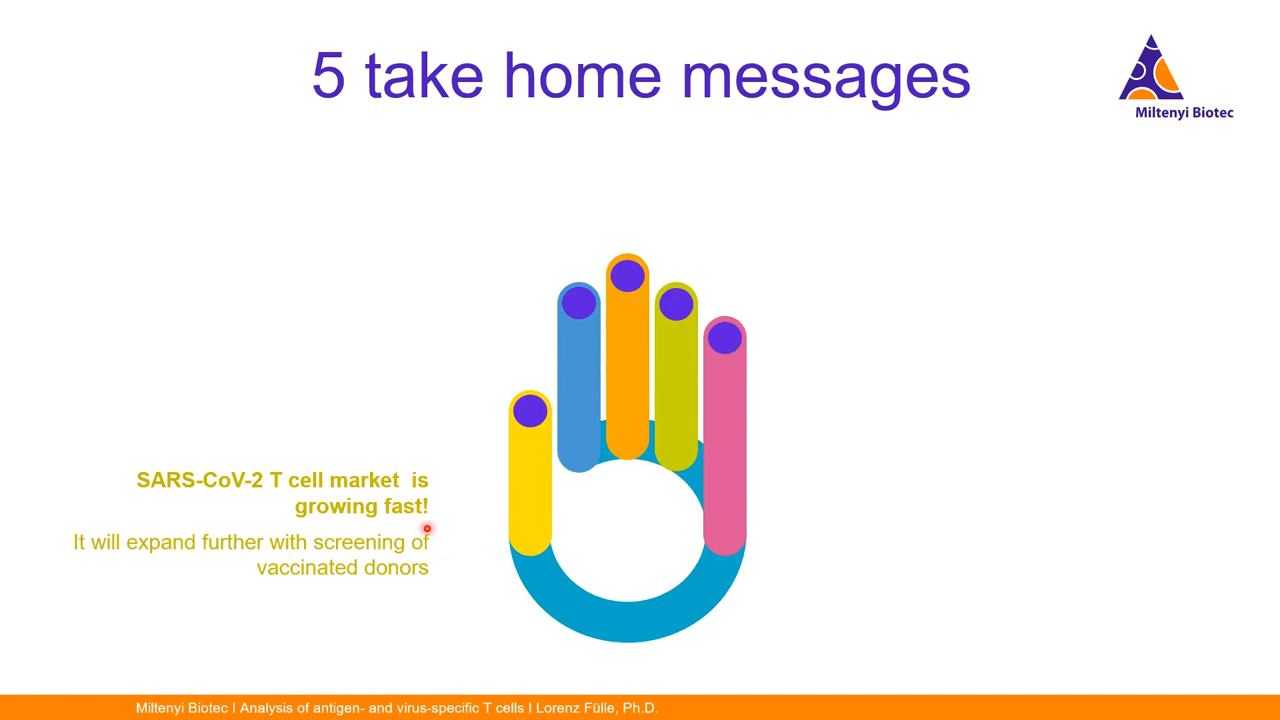 5 take home messages
Miltenyi Biotec
SARS-CoV-2 T cell market is
growing fast!
It will expand further with screening of
vaccinated donors
Miltenyi Biotec I Analysis of antigen- and virus-specific T cells I Lorenz Fülle, Ph.D.